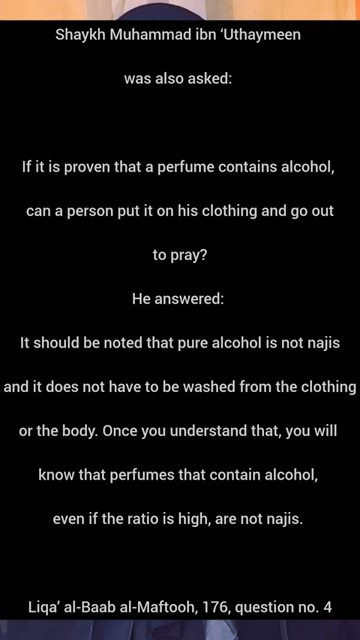 Shaykh Muhammad ibn ‘Uthaymeen
was also asked:
If it is proven that a perfume contains alcohol,
can a person put it on his clothing and go out
to pray?
He answered:
It should be noted that pure alcohol is not najis
and it does not have to be washed from the clothing
or the body. Once you understand that, you will
know that perfumes that contain alcohol,
even if the ratio is high, are not najis.
Liqa’ al-Baab al-Maftooh, 176, question no. 4